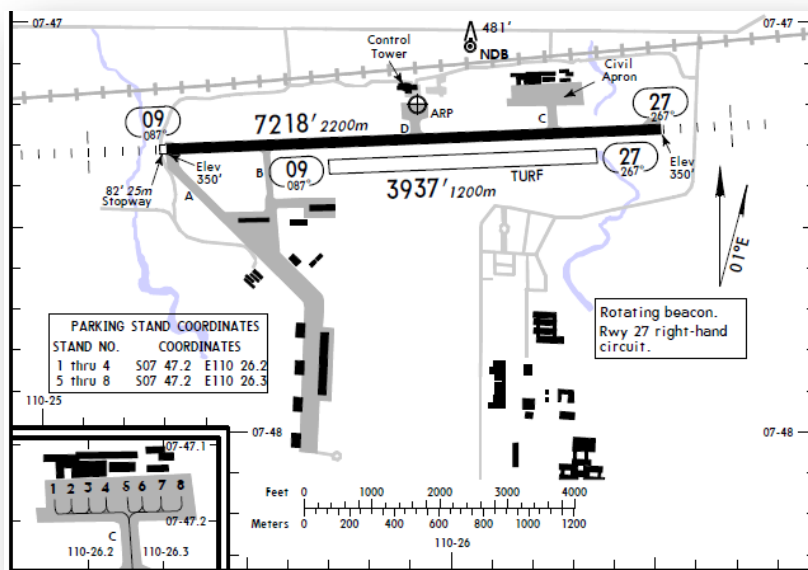 07-47
07-47
481'
NDB
Control
Tower
Civil
Apron
ARP
09
087°
7218' 2200m
D
C
27
267°
Elev
350'
82' 25m
Stopway
A
B
09
087°
3937' 1200m
TURF
27
267°
Elev
350'
01°E
Rotating beacon.
Rwy 27 right-hand
circuit.
PARKING STAND COORDINATES
STAND NO. COORDINATES
1 thru 4 S07 47.2 E110 26.2
5 thru 8 S07 47.2 E110 26.3
110-25
07-48
07-48
07-47.1
1 2 3 4 5 6 7 8
07-47.2
C
110-26.2 110-26.3
Feet 0 1000 2000 3000 4000
Meters 0 200 400 600 800 1000 1200
110-26